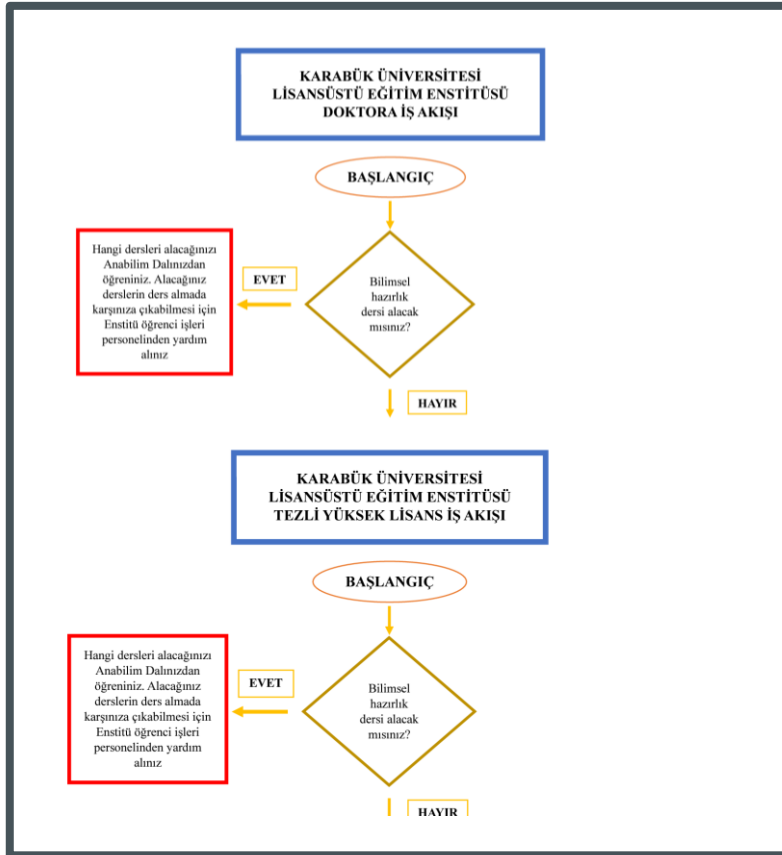 KARABÜK ÜNİVERSİTESİ
LİSANSÜSTÜ EĞİTİM ENSTİTÜSÜ
DOKTORA İŞ AKIŞI
BAŞLANGIÇ
Hangi dersleri alacağınızı
Anabilim Dalınızdan
öğreniniz. Alacağınız
derslerin ders almada
karşınıza çıkabilmesi için
Enstitü öğrenci işleri
personelinden yardım
alınız
EVET
Bilimsel
hazırlık
dersi alacak
mısınız?
HAYIR
KARABÜK ÜNİVERSİTESİ
LİSANSÜSTÜ EĞİTİM ENSTİTÜSÜ
TEZLİ YÜKSEK LİSANS İŞ AKIŞI
BAŞLANGIÇ
Hangi dersleri alacağınızı
Anabilim Dalınızdan
öğreniniz. Alacağınız
derslerin ders almada
karşınıza çıkabilmesi için
Enstitü öğrenci işleri
personelinden yardım
alınız
EVET
Bilimsel
hazırlık
dersi alacak
mısınız?
HAYIR